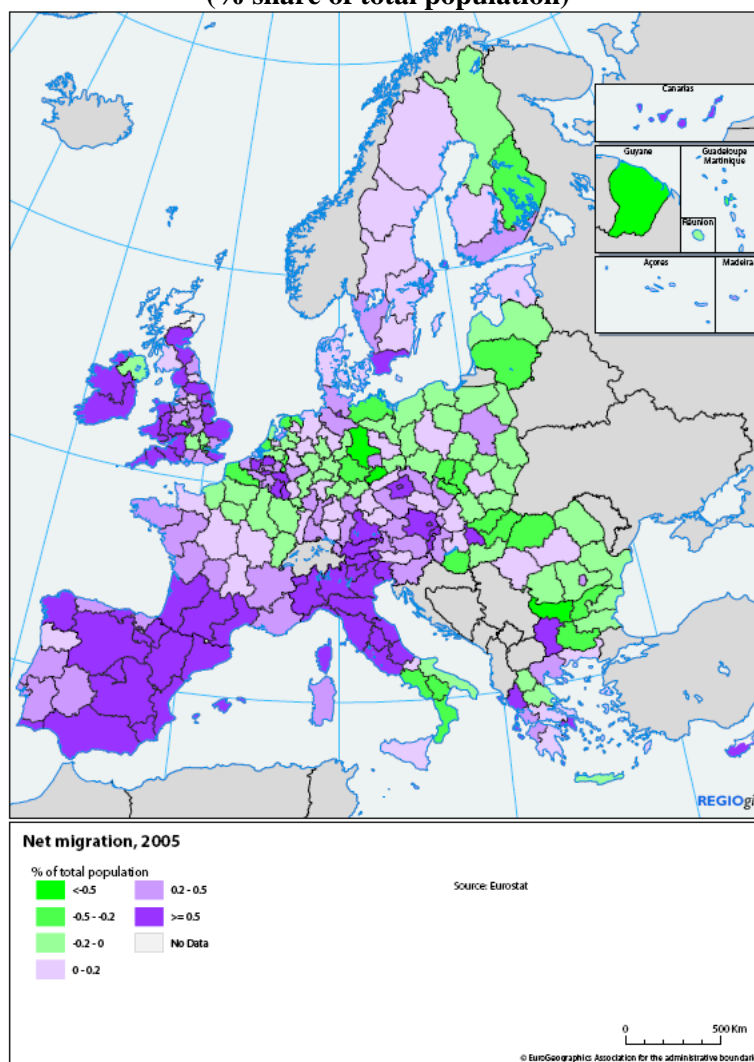 (% share of total population)
Canarias
Guyane
Guadeloupe
Martinique
Réunion
Açores
Madeira
REGIOgi
Net migration, 2005
% of total population
<-0.5
-0.5 - -0.2
-0.2 - 0
0 - 0.2
0.2 - 0.5
>= 0.5
No Data
Source: Eurostat
0 500 Km
© EuroGeographics Association for the administrative boundarie